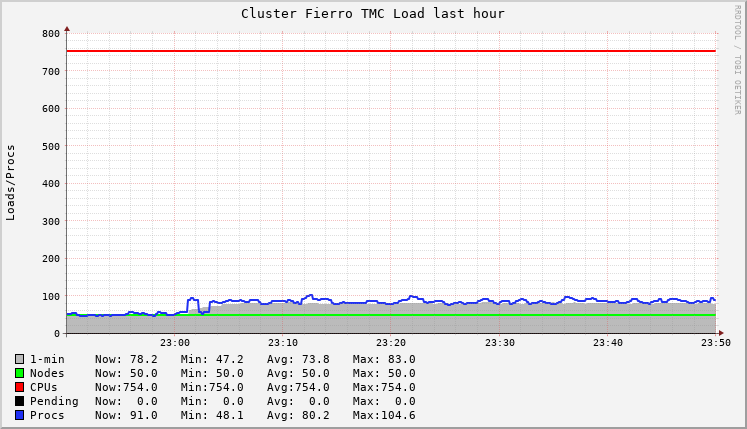 Cluster Fierro TMC Load last hour
RRDTOOL / TOBI OETIKER
Loads/Procs
800
700
600
500
400
300
200
100
0
23:00 23:10 23:20 23:30 23:40 23:50
1-min Now: 78.2 Min: 47.2 Avg: 73.8 Max: 83.0
Nodes Now: 50.0 Min: 50.0 Avg: 50.0 Max: 50.0
CPUs Now:754.0 Min:754.0 Avg:754.0 Max:754.0
Pending Now: 0.0 Min: 0.0 Avg: 0.0 Max: 0.0
Procs Now: 91.0 Min: 48.1 Avg: 80.2 Max:104.6